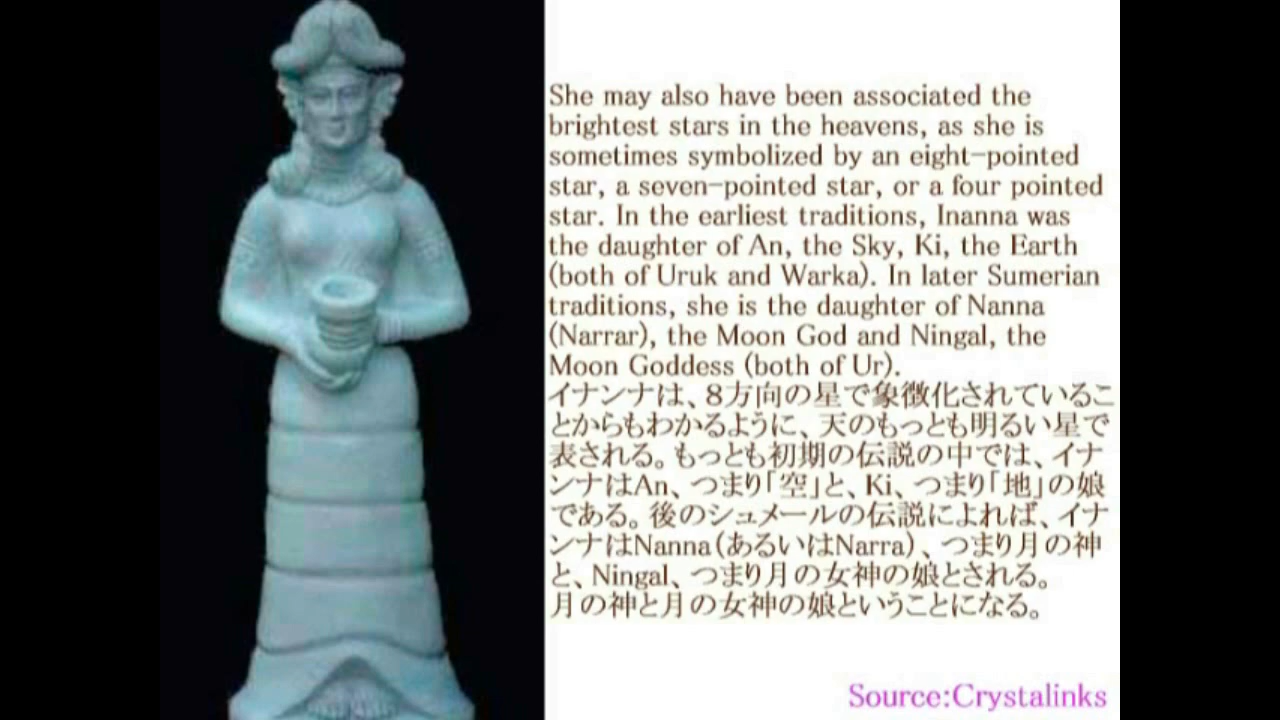 She may also have been associated the
brightest stars in the heavens, as she is
sometimes symbolized by an eight-pointed
star, a seven-pointed star, or a four pointed
star. In the earliest traditions, Inanna was
the daughter of An, the Sky, Ki, the Earth
(both of Uruk and Warka). In later Sumerian
traditions, she is the daughter of Nanna
(Narrar), the Moon God and Ningal, the
Moon Goddess (both of Ur).
イナンナは、8方向の星で象徴化されているこ
とからもわかるように、天のもっとも明るい星で
表される。もっとも初期の伝説の中では、イナ
ンナはAn、つまり「空」と、Ki、つまり「地」の娘
である。後のシュメールの伝説によれば、イナ
ンナはNanna(あるいはNarra)、つまり月の神
と、Ningal、つまり月の女神の娘とされる。
月の神と月の女神の娘ということになる。
Source:Crystalinks